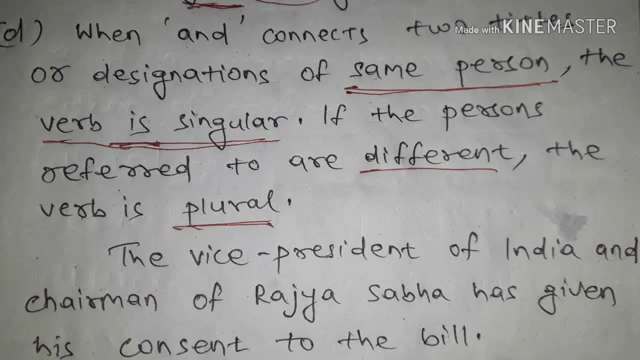 (d) When 'and' connects two titles
Made with KINEMASTER
or designations of same person, the
verb is singular. If the persons
referred to are different, the
verb is plural.
The vice-president of India and
chairman of Rajya Sabha has given
his consent to the bill.